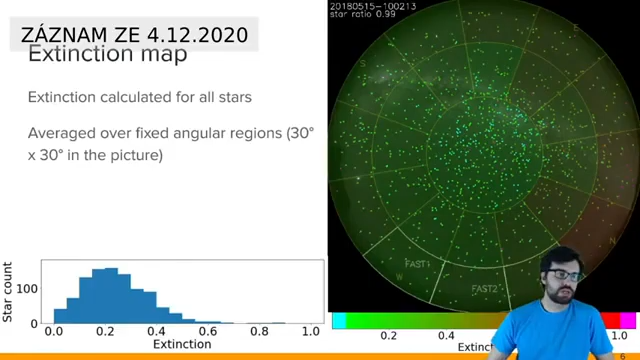 ZÁZNAM ZE 4.12.2020
Extinction map
Extinction calculated for all stars
Averaged over fixed angular regions (30°
x 30° in the picture)
Star count
100
0
0.0 0.2 0.4 0.6 0.8 1.0
Extinction
20180515-100213
star ratio 0.99
E
S
N
W
FAST1
FAST2
0.2 0.4 1.0
Extinct
6